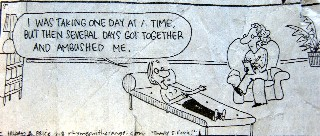 I WAS TAKING ONE DAY AT A TIME,
BUT THEN SEVERAL DAYS GOT TOGETHER
AND AMBUSHED ME.